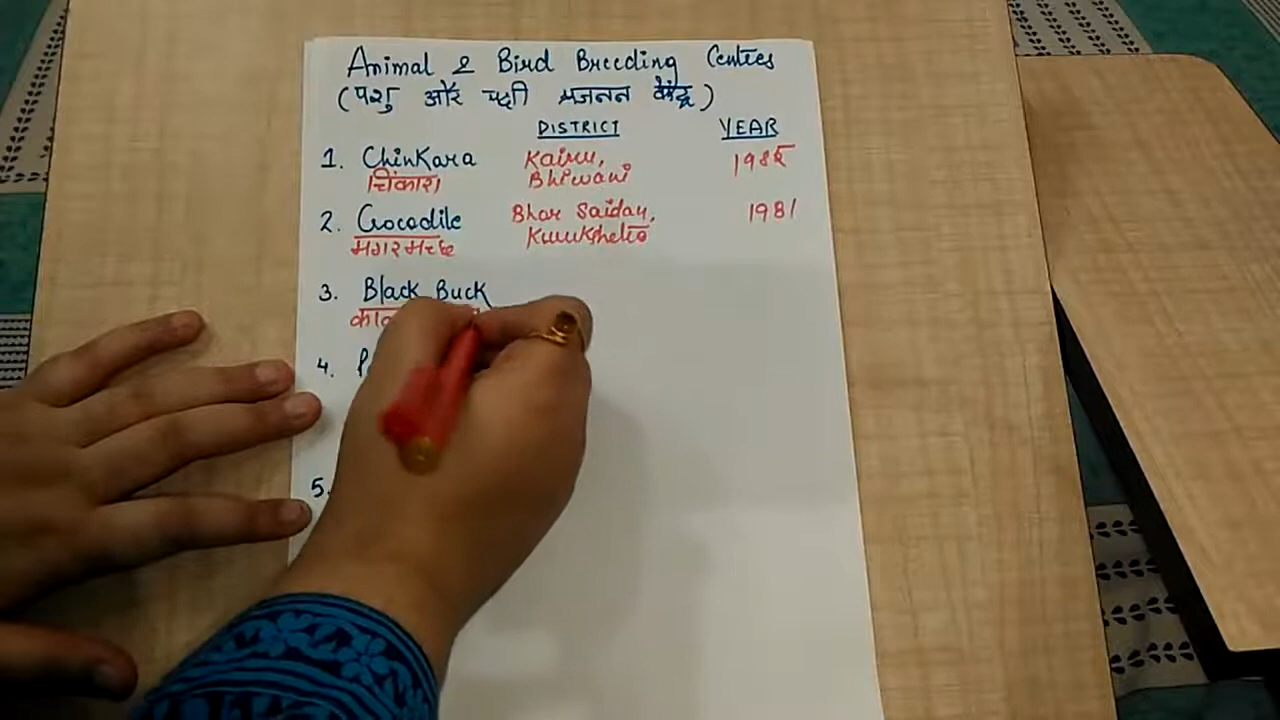 Animal & Bird Breeding Centres
(पशु और पक्षी प्रजनन केंद्र)
DISTRICT YEAR
1. Chinkara Kairu, 1985
चिंकारा Bhiwani
2. Crocodile Bhor Saidan, 1981
मगरमच्छ Kurukshetra
3. Black Buck
4.
5.